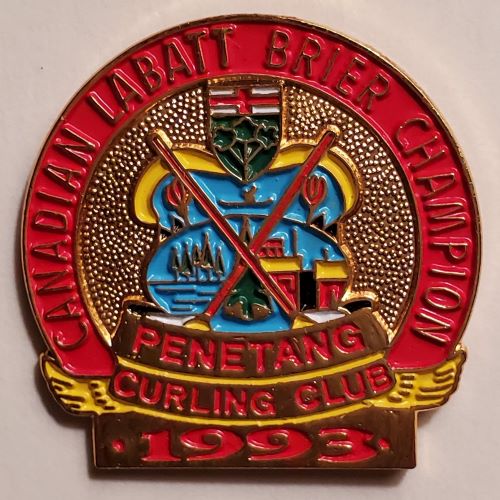 CANADIAN LABATT BRIER CHAMPION
PENETANG
CURLING CLUB
·1993·